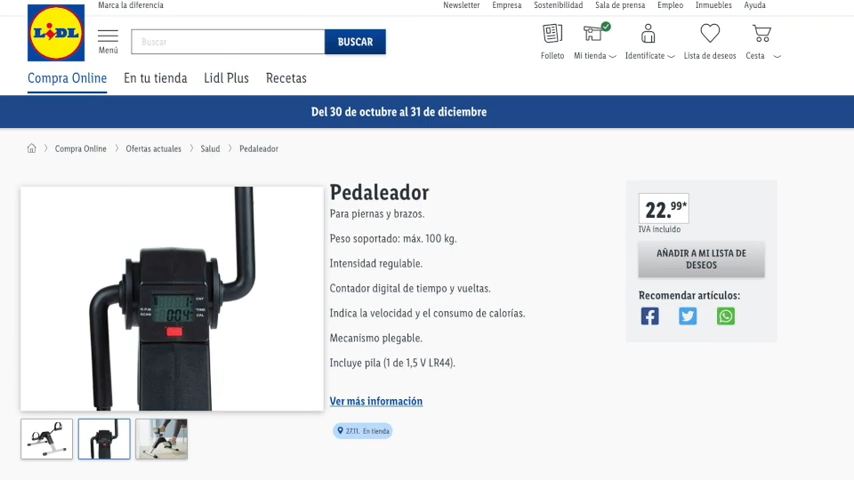 Marca la diferencia
Newsletter Empresa Sostenibilidad Sala de prensa Empleo Inmuebles Ayuda
LIDL
Menú
Buscar
BUSCAR
Folleto Mi tienda Identifícate Lista de deseos Cesta
Compra Online En tu tienda Lidl Plus Recetas
Del 30 de octubre al 31 de diciembre
Compra Online Ofertas actuales Salud Pedaleador
Pedaleador
Para piernas y brazos.
Peso soportado: máx. 100 kg.
Intensidad regulable.
Contador digital de tiempo y vueltas.
Indica la velocidad y el consumo de calorías.
Mecanismo plegable.
Incluye pila (1 de 1,5 V LR44).
Ver más información
27.11. En tienda
22.99*
IVA incluido
AÑADIR A MI LISTA DE
DESEOS
Recomendar artículos: